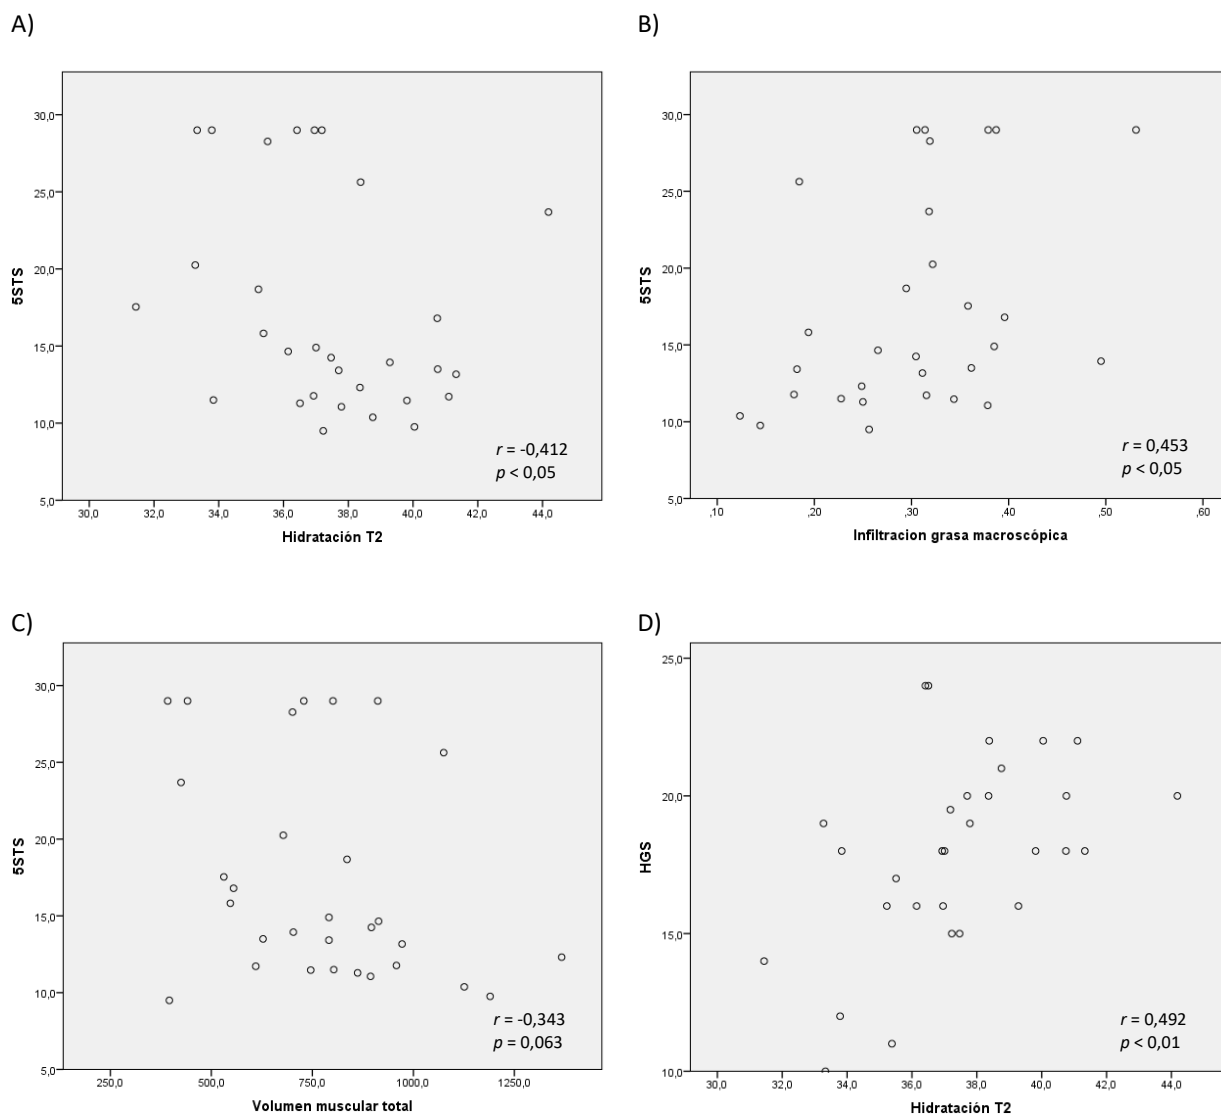 A)
30,0
25,0
20,0
15,0
10,0
5,0
5STS
30,0 32,0 34,0 36,0 38,0 40,0 42,0 44,0
Hidratación T2
r = -0,412
p < 0,05
B)
30,0
25,0
20,0
15,0
10,0
5,0
5STS
,10 ,20 ,30 ,40 ,50 ,60
Infiltracion grasa macroscópica
r = 0,453
p < 0,05
C)
30,0
25,0
20,0
15,0
10,0
5,0
5STS
250,0 500,0 750,0 1000,0 1250,0
Volumen muscular total
r = -0,343
p = 0,063
D)
25,0
20,0
15,0
10,0
HGS
30,0 32,0 34,0 36,0 38,0 40,0 42,0 44,0
Hidratación T2
r = 0,492
p < 0,01